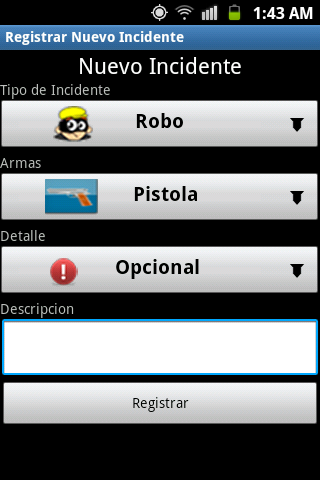 1:43 AM
Registrar Nuevo Incidente
Nuevo Incidente
Tipo de Incidente
Robo
Armas
Pistola
Detalle
Opcional
Descripcion
Registrar